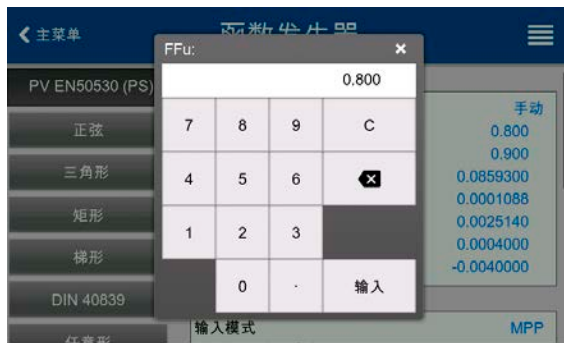 主菜单
函数发生器
FFu:
0.800
PV EN50530 (PS)
正弦
三角形
矩形
梯形
DIN 40839
任意形
7 8 9 C
4 5 6
1 2 3
0 . 输入
手动
0.800
0.900
0.0859300
0.0001088
0.0025140
0.0004000
-0.0040000
输入模式
MPP